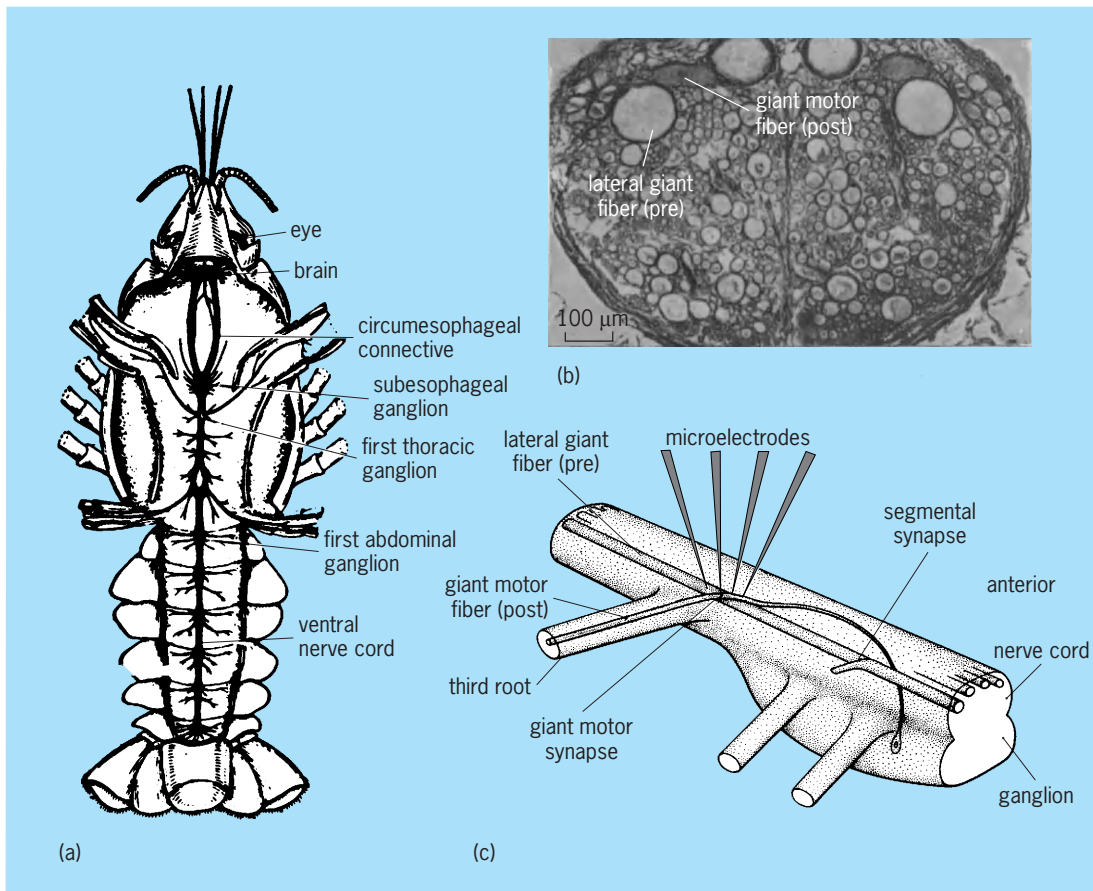 eye
brain
circumesophageal
connective
subesophageal
ganglion
first thoracic
ganglion
first abdominal
ganglion
ventral
nerve cord
(a)
giant motor
fiber (post)
lateral giant
fiber (pre)
100 μm
(b)
lateral giant
fiber (pre)
microelectrodes
segmental
synapse
anterior
giant motor
fiber (post)
nerve cord
third root
giant motor
synapse
ganglion
(c)